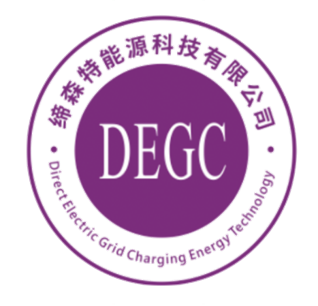 缔森特能源科技有限公司
DEGC
Direct Electric Grid Charging Energy Technology